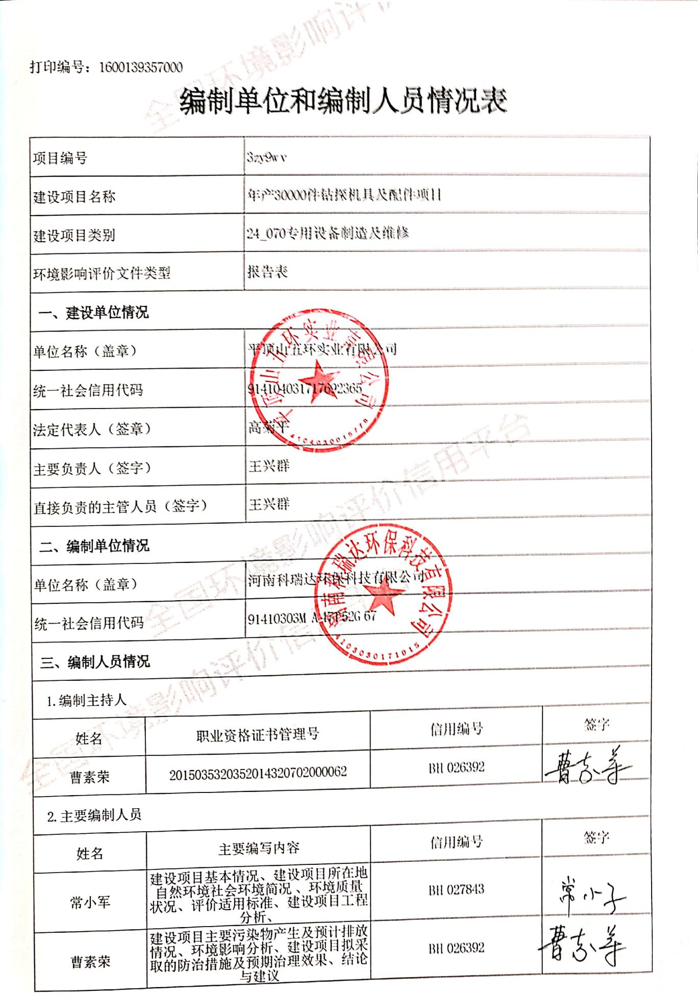 打印编号：1600139357000
编制单位和编制人员情况表
项目编号 3zy9wv
建设项目名称 年产30000件钻探机具及配件项目
建设项目类别 24_070专用设备制造及维修
环境影响评价文件类型 报告表
一、建设单位情况
单位名称（盖章） 平顶山五环实业有限公司
统一社会信用代码 914104031717692365
法定代表人（签章） 高菊平
主要负责人（签字） 王兴群
直接负责的主管人员（签字） 王兴群
平顶山五环实业有限公司
二、编制单位情况
单位名称（盖章） 河南科瑞达环保科技有限公司
统一社会信用代码
河南科瑞达环保科技有限公司
4103030171015
三、编制人员情况
1.编制主持人
姓名 职业资格证书管理号 信用编号 签字
曹素荣 2015035320352014320702000062 BH 026392 曹素荣
2.主要编制人员
姓名 主要编写内容 信用编号 签字
常小军
建设项目基本情况、建设项目所在地
自然环境社会环境简况、环境质量
状况、评价适用标准、建设项目工程
分析、
BH 027843
常小军
曹素荣
建设项目主要污染物产生及预计排放
情况、环境影响分析、建设项目拟采
取的防治措施及预期治理效果、结论
与建议
BH 026392
曹素荣
全国环境影响评价信用平台